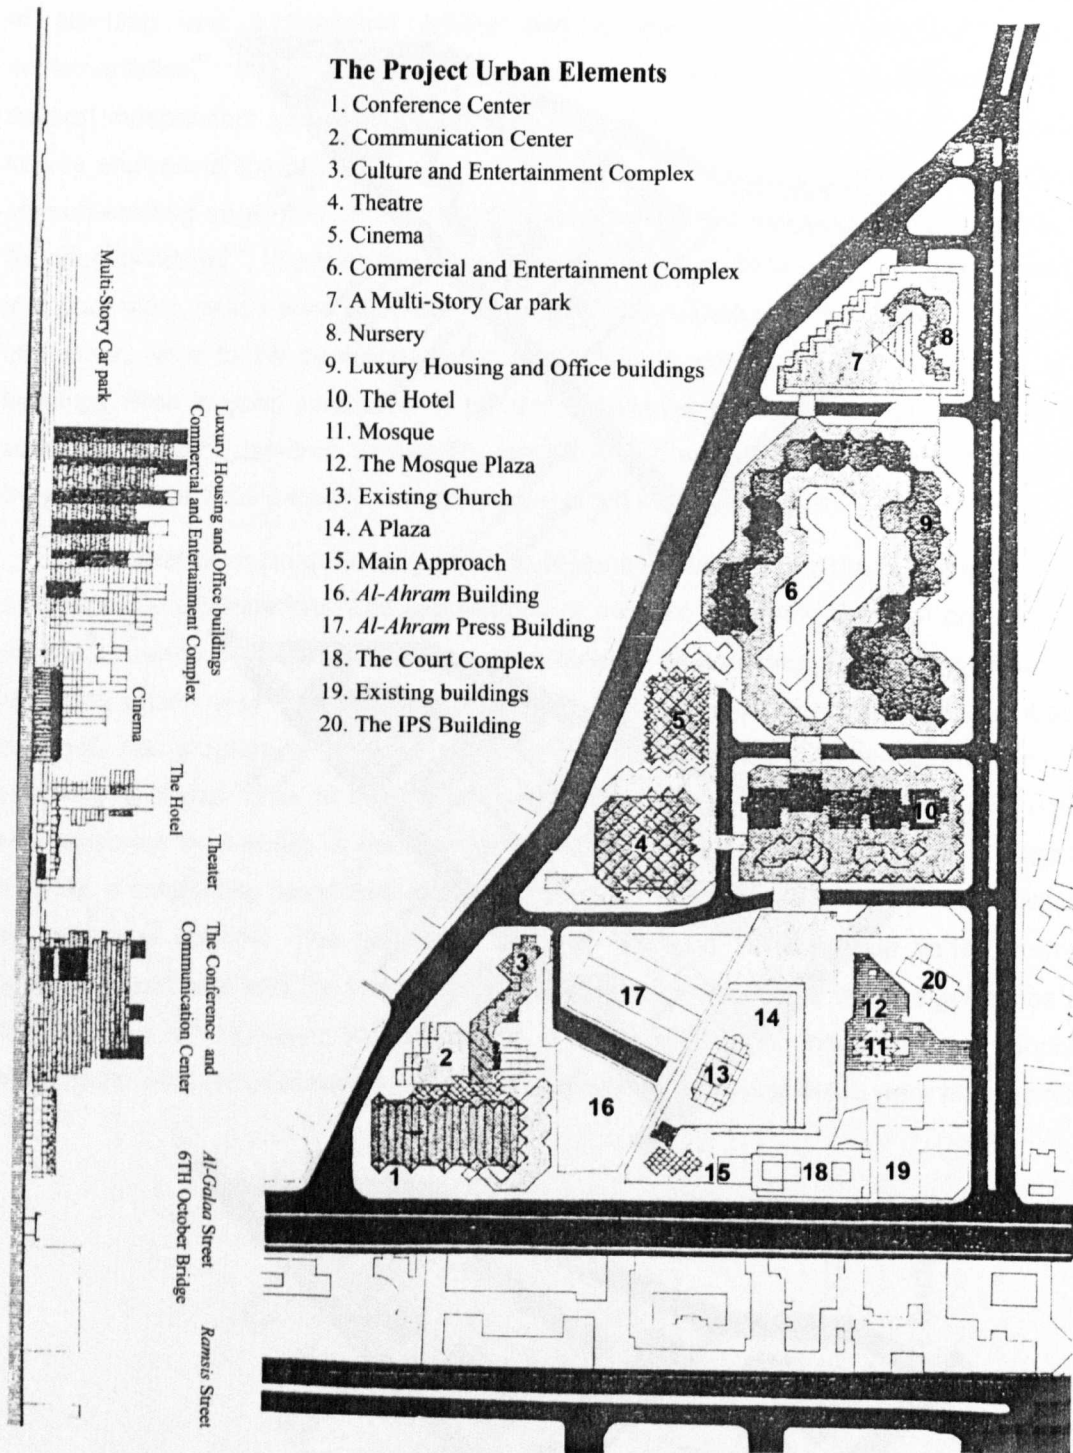 The Project Urban Elements
1. Conference Center
2. Communication Center
3. Culture and Entertainment Complex
4. Theatre
5. Cinema
6. Commercial and Entertainment Complex
7. A Multi-Story Car park
8. Nursery
9. Luxury Housing and Office buildings
10. The Hotel
11. Mosque
12. The Mosque Plaza
13. Existing Church
14. A Plaza
15. Main Approach
16. Al-Ahram Building
17. Al-Ahram Press Building
18. The Court Complex
19. Existing buildings
20. The IPS Building
Multi-Story Car park
Luxury Housing and Office buildings
Commercial and Entertainment Complex
Cinema
The Hotel
Theater
The Conference and
Communication Center
Al-Galaa Street
6TH October Bridge
Ramsis Street
8
7
9
6
5
10
4
3
17
14
12
20
11
2
13
16
1
15
18
19